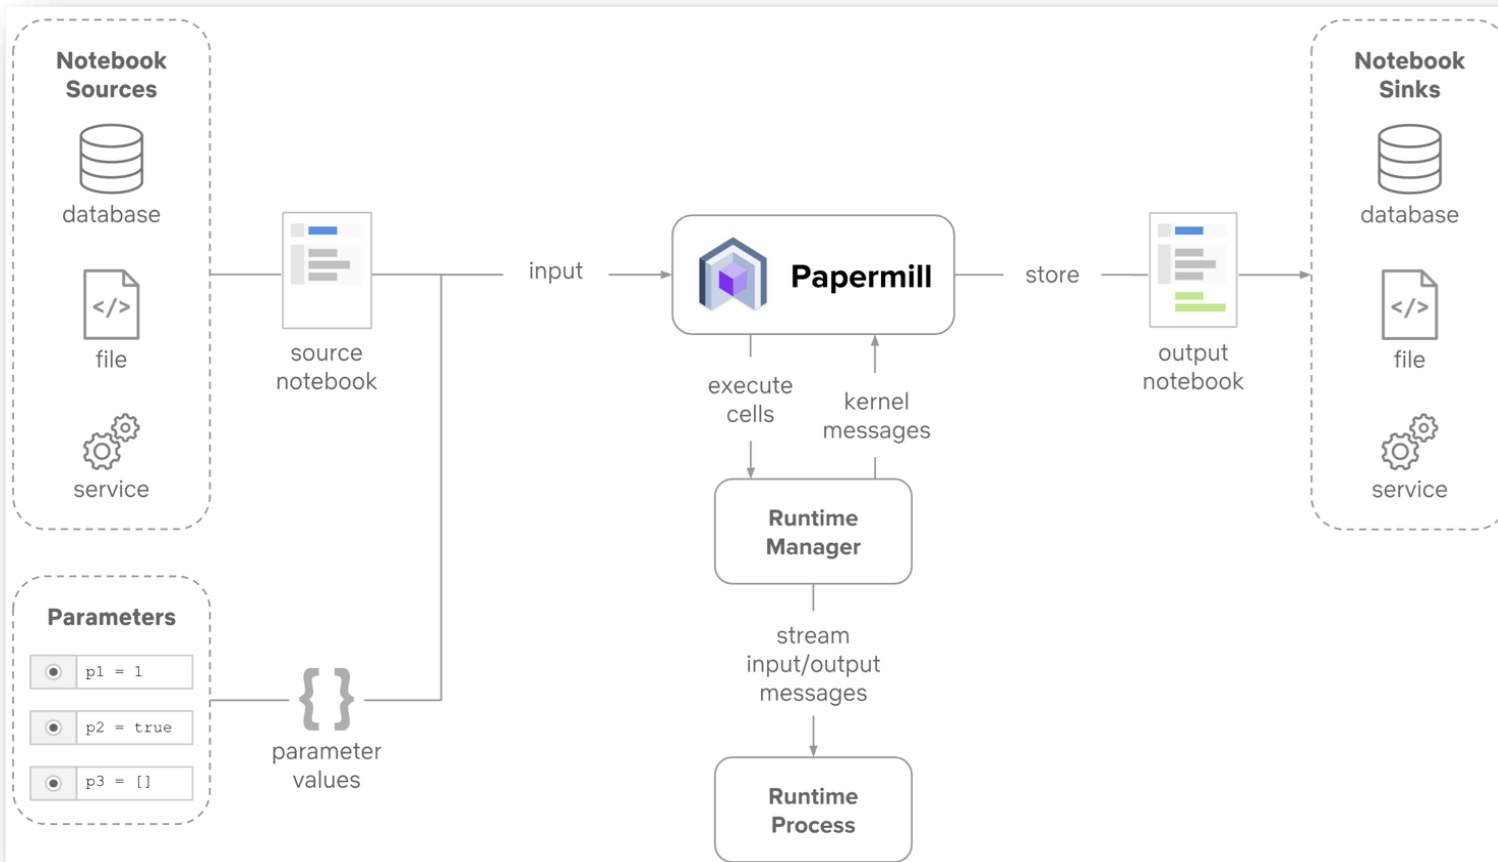 Notebook
Sources
database
</>
file
service
Parameters
p1 = 1
p2 = true
p3 = []
source
notebook
{ }
parameter
values
input
Papermill
execute
cells
kernel
messages
Runtime
Manager
stream
input/output
messages
Runtime
Process
store
output
notebook
Notebook
Sinks
database
</>
file
service